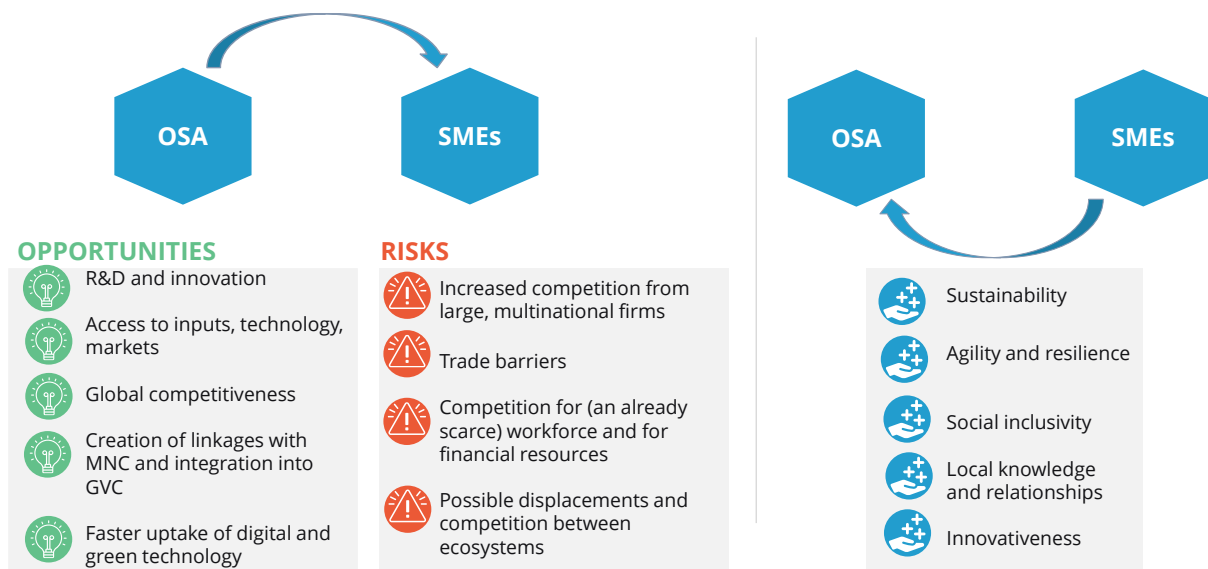 OSA
SMEs
OPPORTUNITIES
R&D and innovation
Access to inputs, technology,
markets
Global competitiveness
Creation of linkages with
MNC and integration into
GVC
Faster uptake of digital and
green technology
RISKS
Increased competition from
large, multinational firms
Trade barriers
Competition for (an already
scarce) workforce and for
financial resources
Possible displacements and
competition between
ecosystems
OSA
SMEs
Sustainability
Agility and resilience
Social inclusivity
Local knowledge
and relationships
Innovativeness